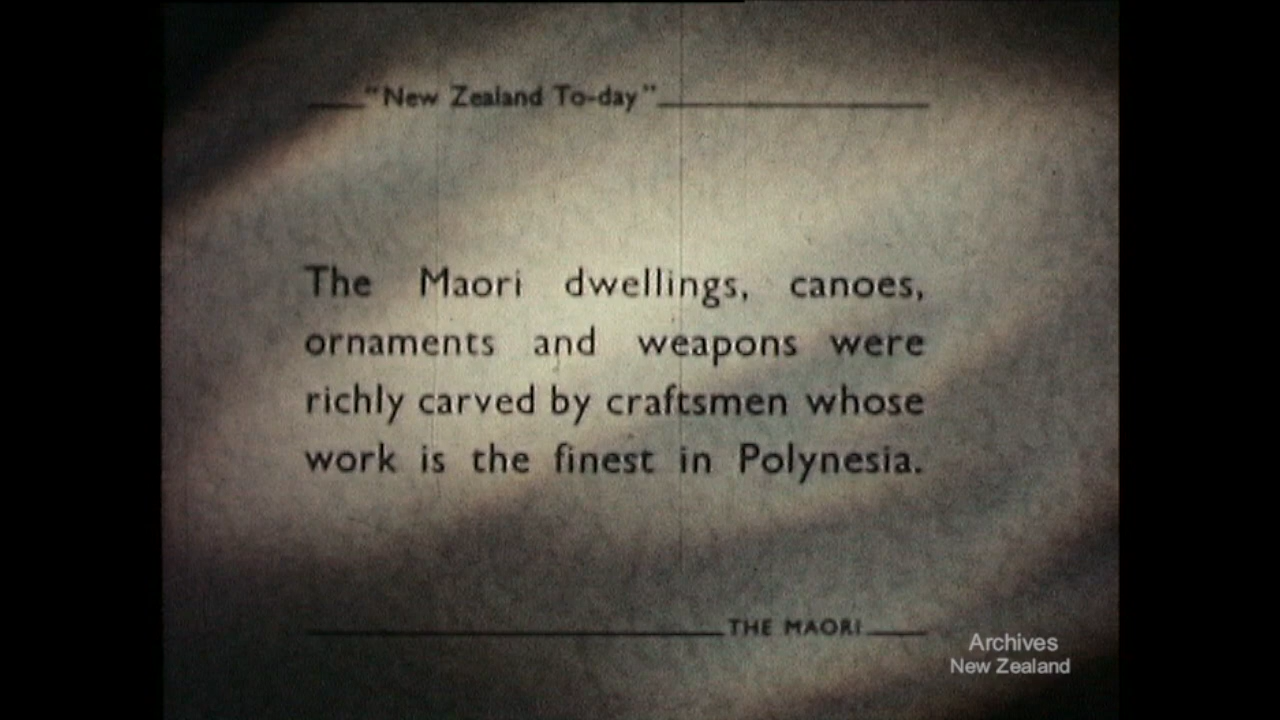 "New Zealand To-day"
The Maori dwellings, canoes,
ornaments and weapons were
richly carved by craftsmen whose
work is the finest in Polynesia.
THE MAORI
Archives
New Zealand